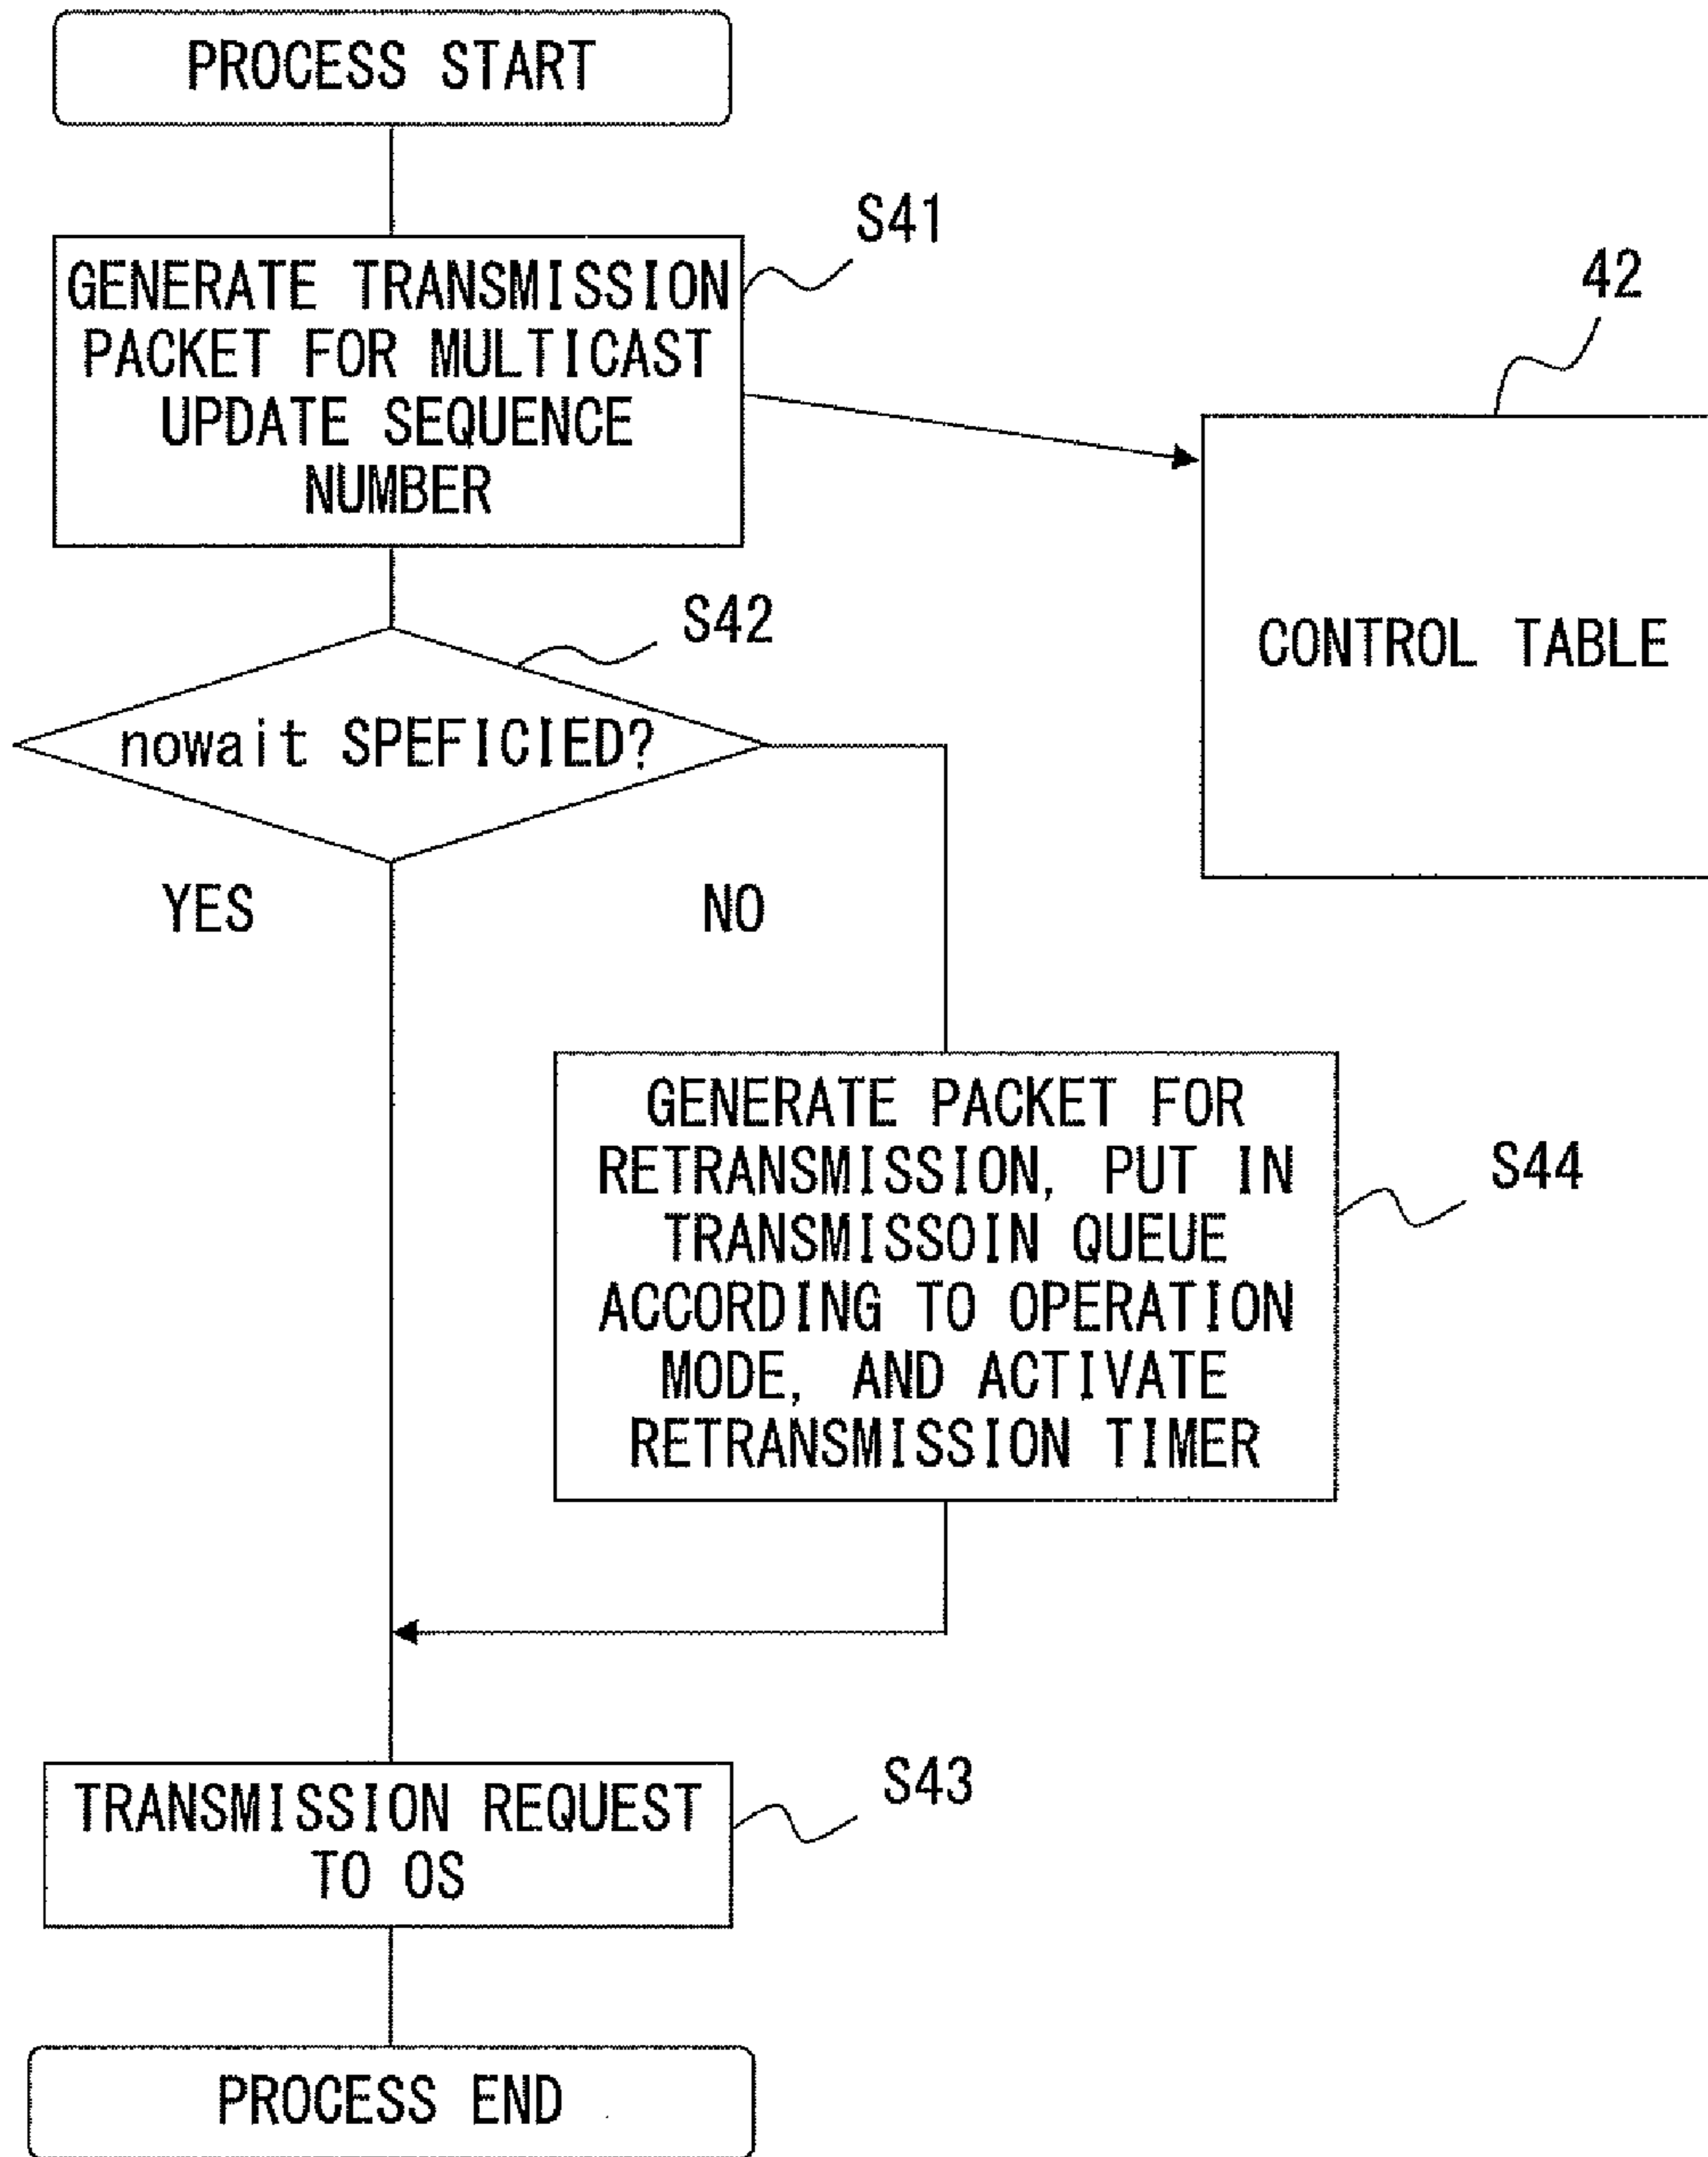 PROCESS START
S41
GENERATE TRANSMISSION
PACKET FOR MULTICAST
UPDATE SEQUENCE
NUMBER
42
CONTROL TABLE
S42
nowait SPEFICIED?
YES
NO
GENERATE PACKET FOR
RETRANSMISSION, PUT IN
TRANSMISSOIN QUEUE
ACCORDING TO OPERATION
MODE, AND ACTIVATE
RETRANSMISSION TIMER
S44
TRANSMISSION REQUEST
TO OS
S43
PROCESS END